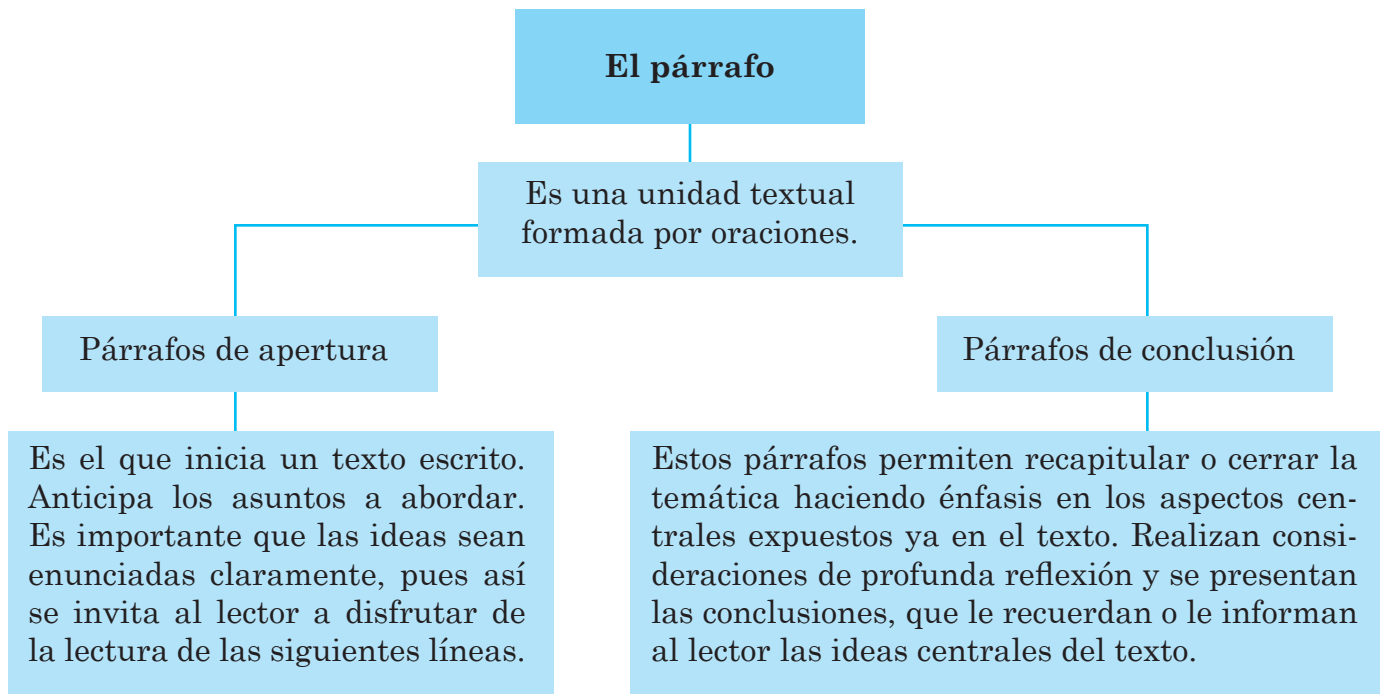 El párrafo
Es una unidad textual
formada por oraciones.
Párrafos de apertura
Párrafos de conclusión
Es el que inicia un texto escrito.
Anticipa los asuntos a abordar.
Es importante que las ideas sean
enunciadas claramente, pues así
se invita al lector a disfrutar de
la lectura de las siguientes líneas.
Estos párrafos permiten recapitular o cerrar la
temática haciendo énfasis en los aspectos cen-
trales expuestos ya en el texto. Realizan consi-
deraciones de profunda reflexión y se presentan
las conclusiones, que le recuerdan o le informan
al lector las ideas centrales del texto.